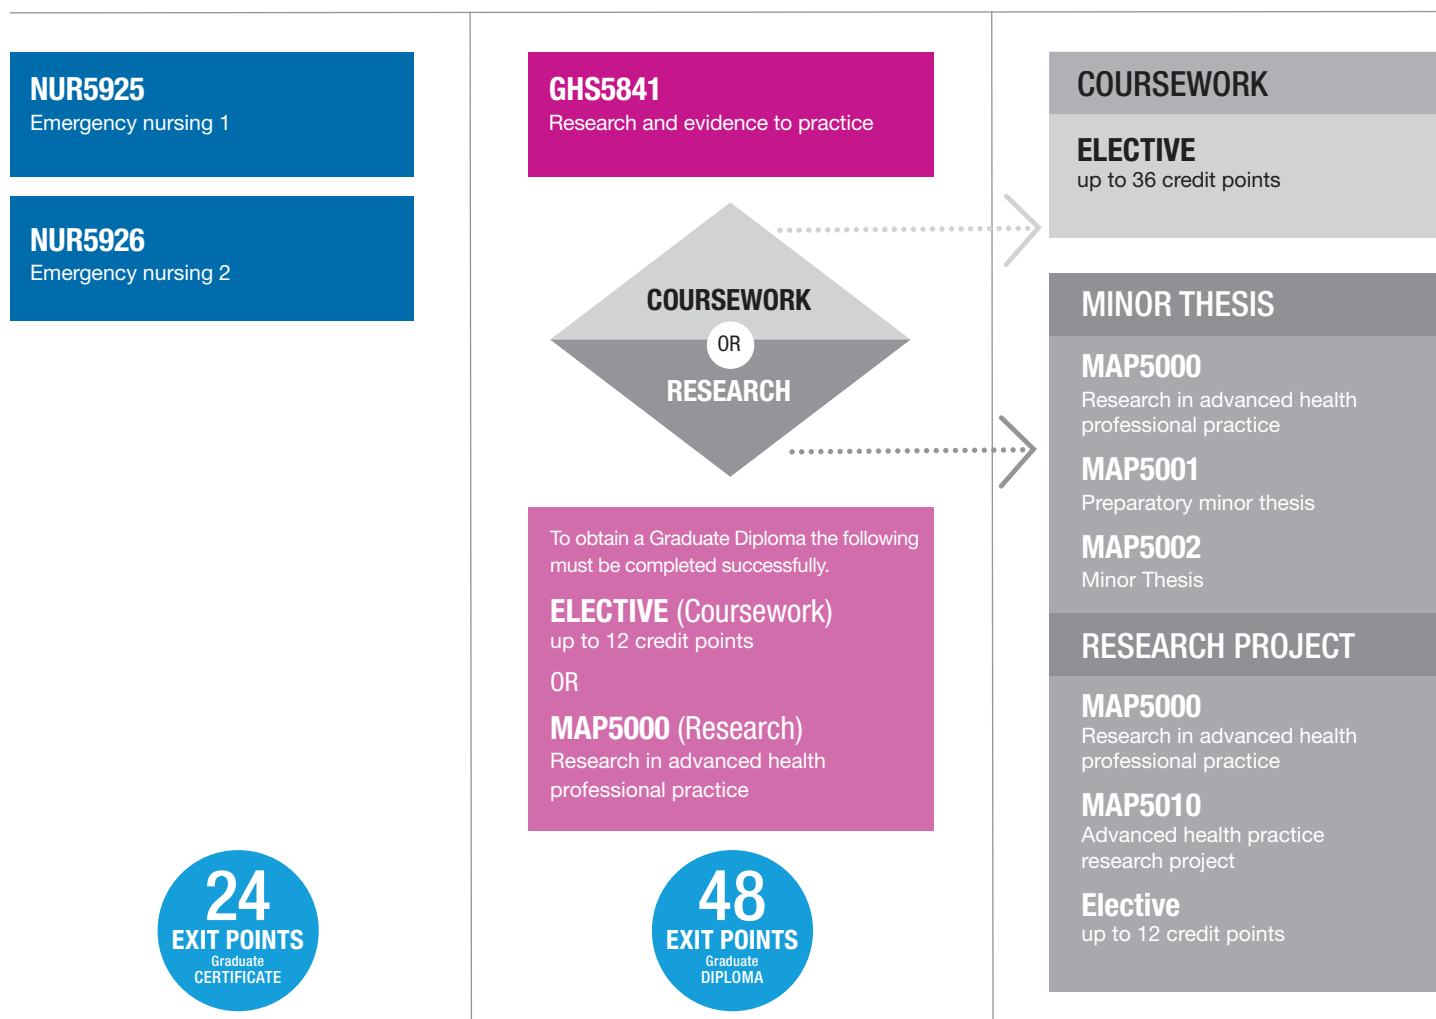 NUR5925
Emergency nursing 1
NUR5926
Emergency nursing 2
24
EXIT POINTS
Graduate
CERTIFICATE
GHS5841
Research and evidence to practice
COURSEWORK
OR
RESEARCH
To obtain a Graduate Diploma the following
must be completed successfully.
ELECTIVE (Coursework)
up to 12 credit points
OR
MAP5000 (Research)
Research in advanced health
professional practice
48
EXIT POINTS
Graduate
DIPLOMA
COURSEWORK
ELECTIVE
up to 36 credit points
MINOR THESIS
MAP5000
Research in advanced health
professional practice
MAP5001
Preparatory minor thesis
MAP5002
Minor Thesis
RESEARCH PROJECT
MAP5000
Research in advanced health
professional practice
MAP5010
Advanced health practice
research project
Elective
up to 12 credit points